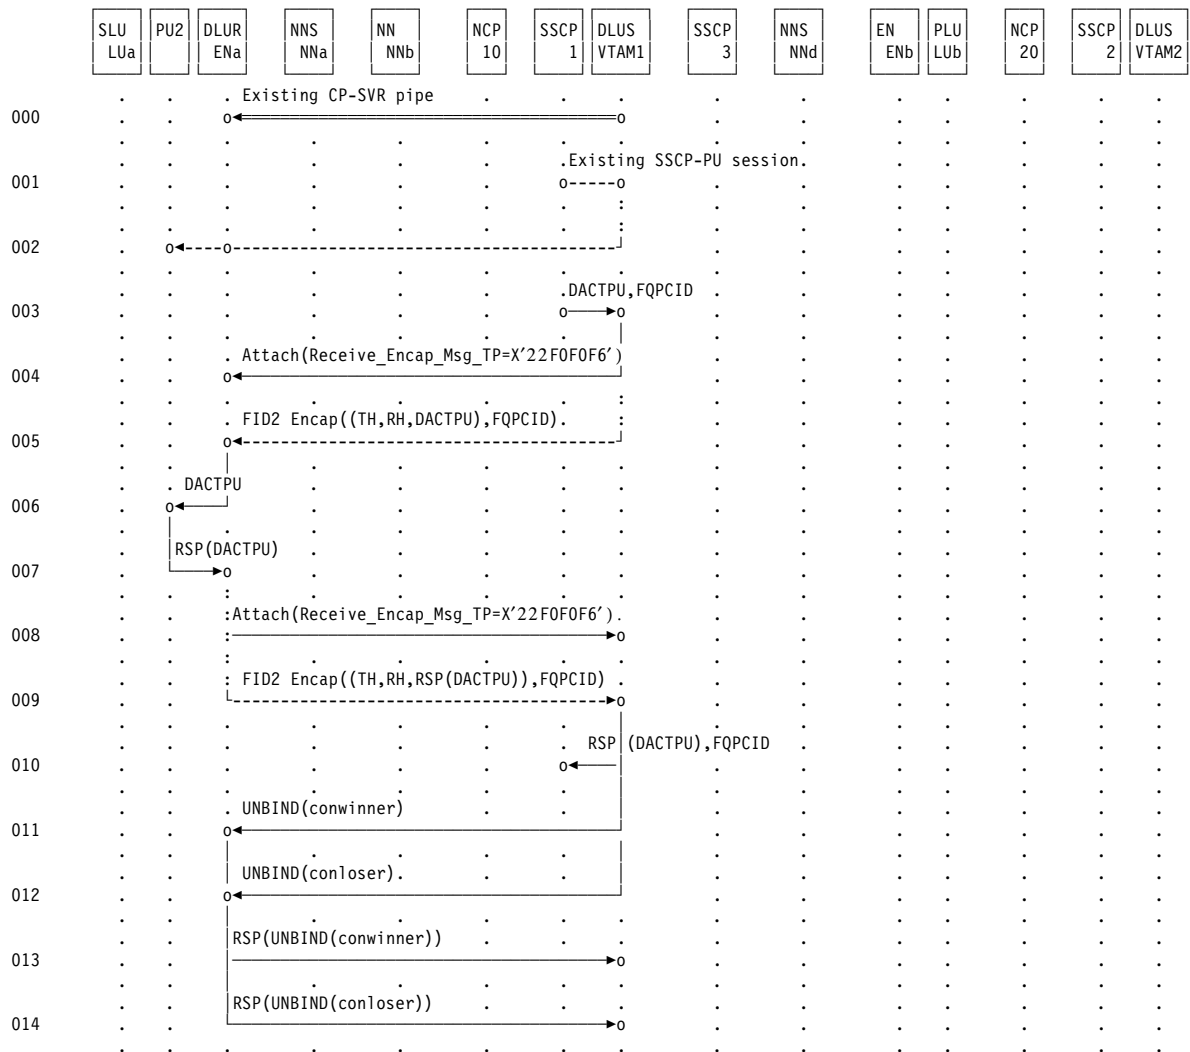 SLU PU2 DLUR NNS NN NCP SSCP DLUS SSCP NNS EN PLU NCP SSCP DLUS
LUa ENa NNa NNb 10 1 VTAM1 3 NNd ENb LUb 20 2 VTAM2
Existing CP-SVR pipe
000
Existing SSCP-PU session
001
002
DACTPU,FQPCID
003
Attach(Receive_Encap_Msg_TP=X'22F0F0F6')
004
FID2 Encap((TH,RH,DACTPU),FQPCID)
005
DACTPU
006
RSP(DACTPU)
007
Attach(Receive_Encap_Msg_TP=X'22F0F0F6')
008
FID2 Encap((TH,RH,RSP(DACTPU)),FQPCID)
009
RSP(DACTPU),FQPCID
010
UNBIND(conwinner)
011
UNBIND(conloser)
012
RSP(UNBIND(conwinner))
013
RSP(UNBIND(conloser))
014